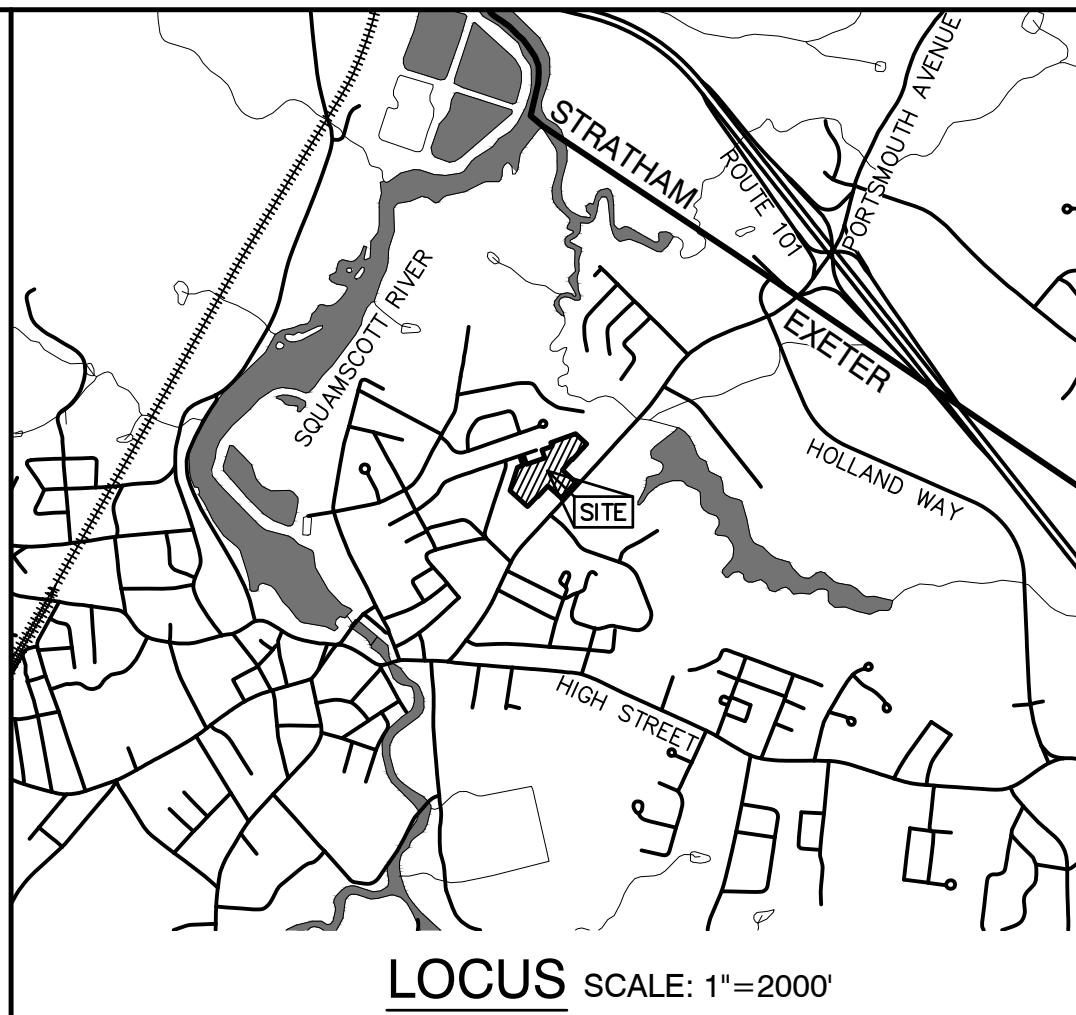 PORTSMOUTH AVENUE
STRATHAM
ROUTE 101
SQUAMSCOTT RIVER
EXETER
HOLLAND WAY
SITE
HIGH STREET
LOCUS SCALE: 1"=2000'